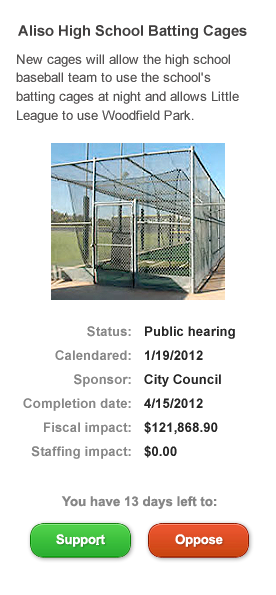 Aliso High School Batting Cages
New cages will allow the high school
baseball team to use the school's
batting cages at night and allows Little
League to use Woodfield Park.
Status: Public hearing
Calendared: 1/19/2012
Sponsor: City Council
Completion date: 4/15/2012
Fiscal impact: $121,868.90
Staffing impact: $0.00
You have 13 days left to:
Support Oppose